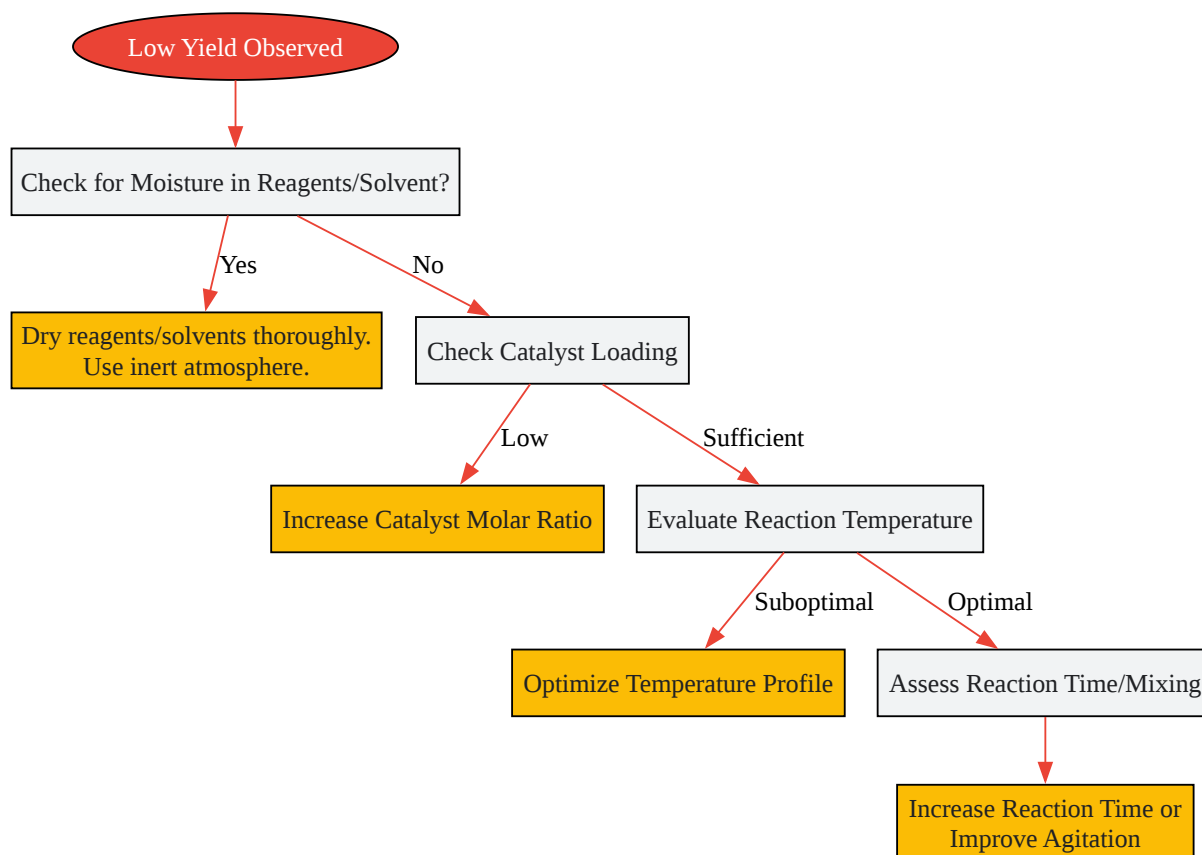 Low Yield Observed
Check for Moisture in Reagents/Solvent?
Yes
No
Dry reagents/solvents thoroughly.
Use inert atmosphere.
Check Catalyst Loading
Low
Sufficient
Increase Catalyst Molar Ratio
Evaluate Reaction Temperature
Suboptimal
Optimal
Optimize Temperature Profile
Assess Reaction Time/Mixing
Increase Reaction Time or
Improve Agitation